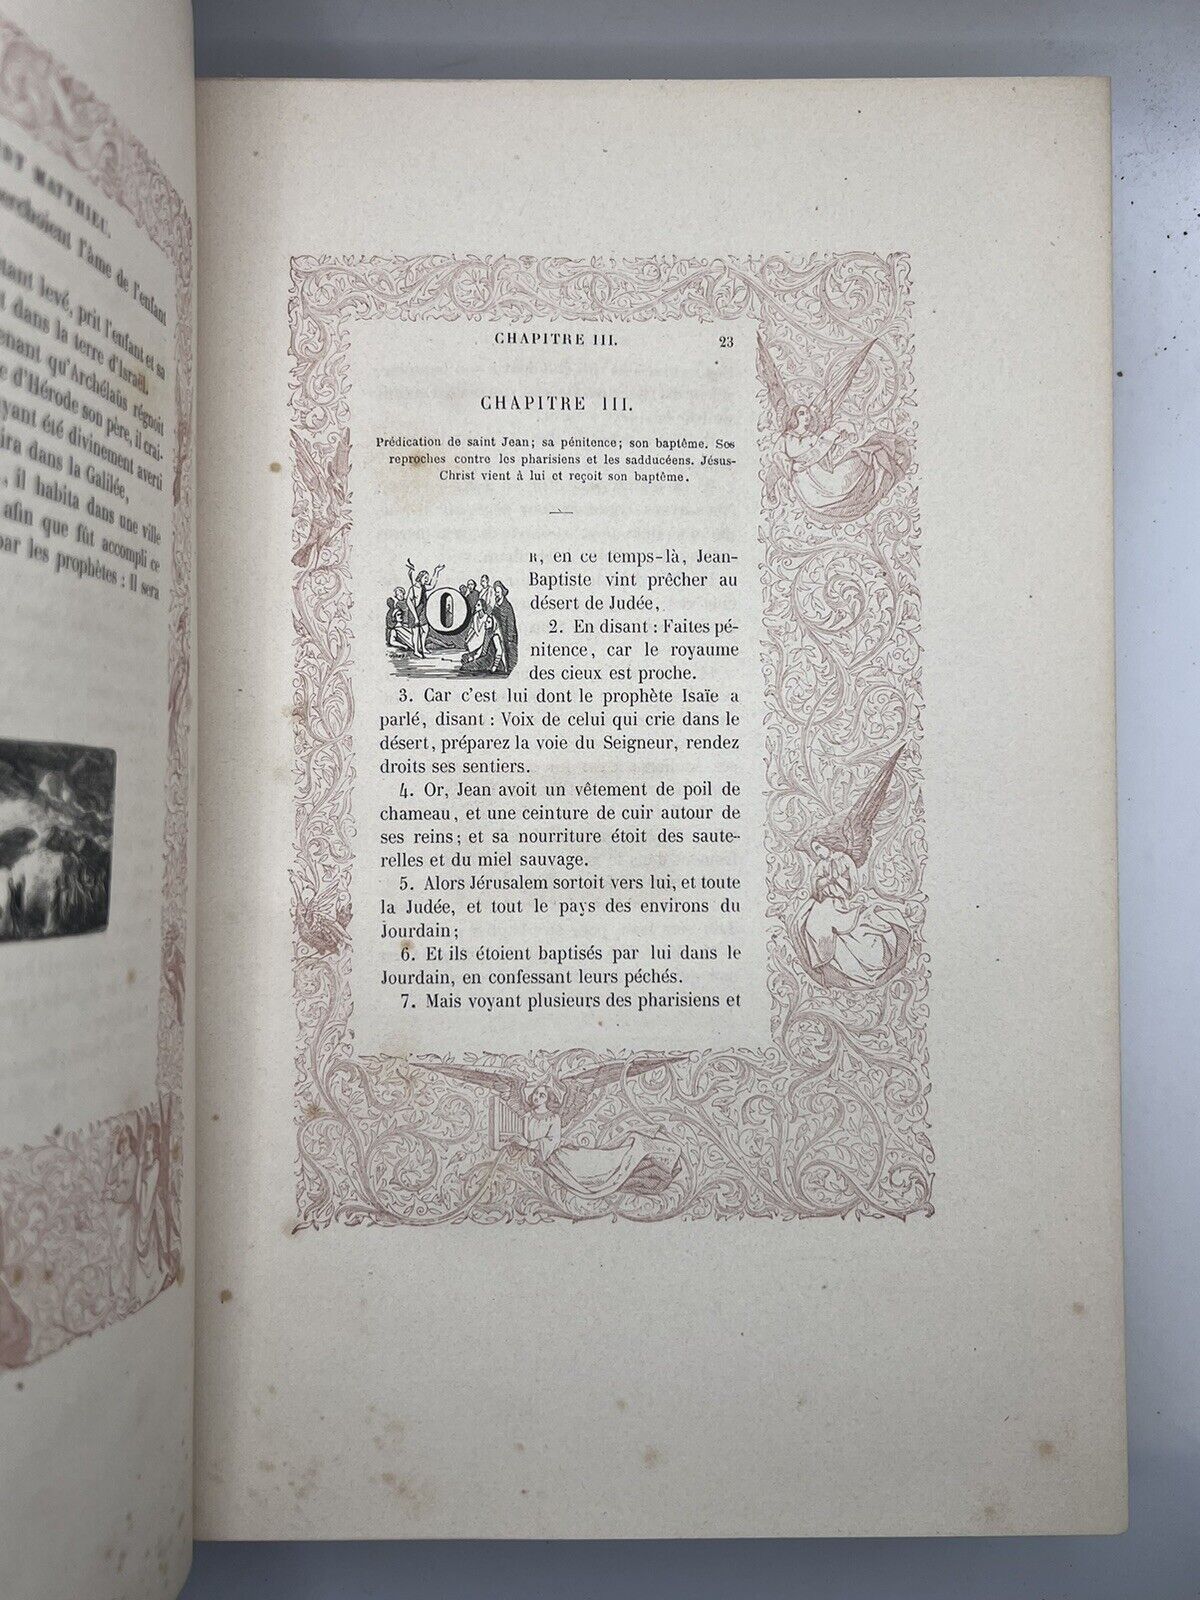 MATTHIEU.
l'âme de l'enfant
levé, prit l'enfant et sa
dans la terre d'Israël.
qu'Archélaüs régnoit
d'Hérode son père, il crai-
ayant été divinement averti
dans la Galilée,
, il habita dans une ville
afin que fût accompli ce
par les prophètes : Il sera
CHAPITRE III. 23
CHAPITRE III.
Prédication de saint Jean; sa pénitence; son baptême. Ses
reproches contre les pharisiens et les sadducéens. Jésus-
Christ vient à lui et reçoit son baptême.
OR, en ce temps-là, Jean-
Baptiste vint prêcher au
désert de Judée,
2. En disant : Faites pé-
nitence, car le royaume
des cieux est proche.
3. Car c'est lui dont le prophète Isaïe a
parlé, disant : Voix de celui qui crie dans le
désert, préparez la voie du Seigneur, rendez
droits ses sentiers.
4. Or, Jean avoit un vêtement de poil de
chameau, et une ceinture de cuir autour de
ses reins; et sa nourriture étoit des saute-
relles et du miel sauvage.
5. Alors Jérusalem sortoit vers lui, et toute
la Judée, et tout le pays des environs du
Jourdain;
6. Et ils étoient baptisés par lui dans le
Jourdain, en confessant leurs péchés.
7. Mais voyant plusieurs des pharisiens et